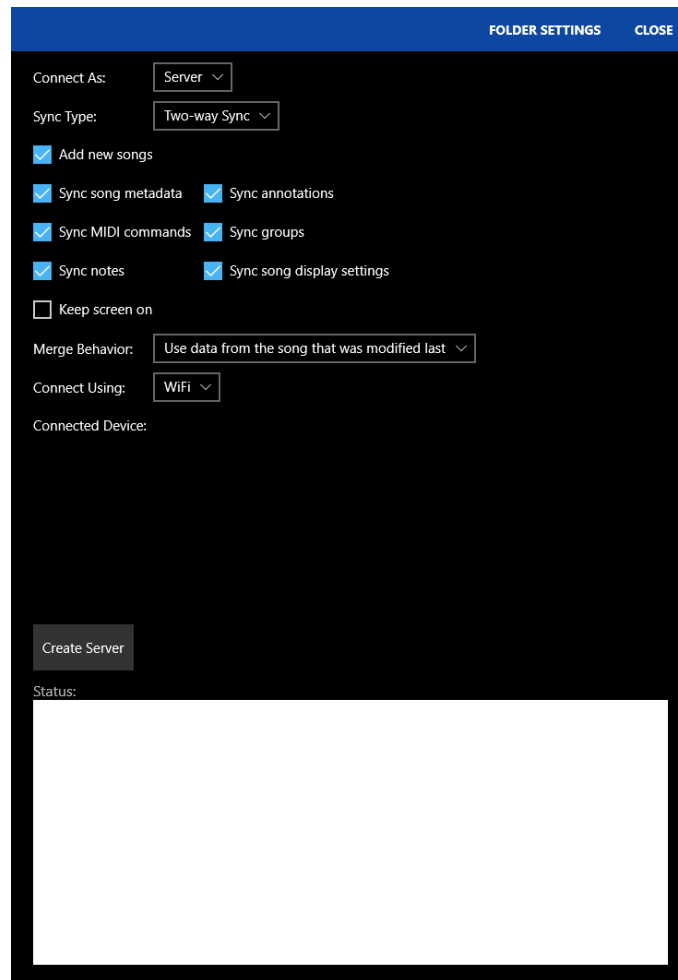 FOLDER SETTINGS CLOSE
Connect As: Server
Sync Type: Two-way Sync
Add new songs
Sync song metadata Sync annotations
Sync MIDI commands Sync groups
Sync notes Sync song display settings
Keep screen on
Merge Behavior: Use data from the song that was modified last
Connect Using: WiFi
Connected Device:
Create Server
Status: